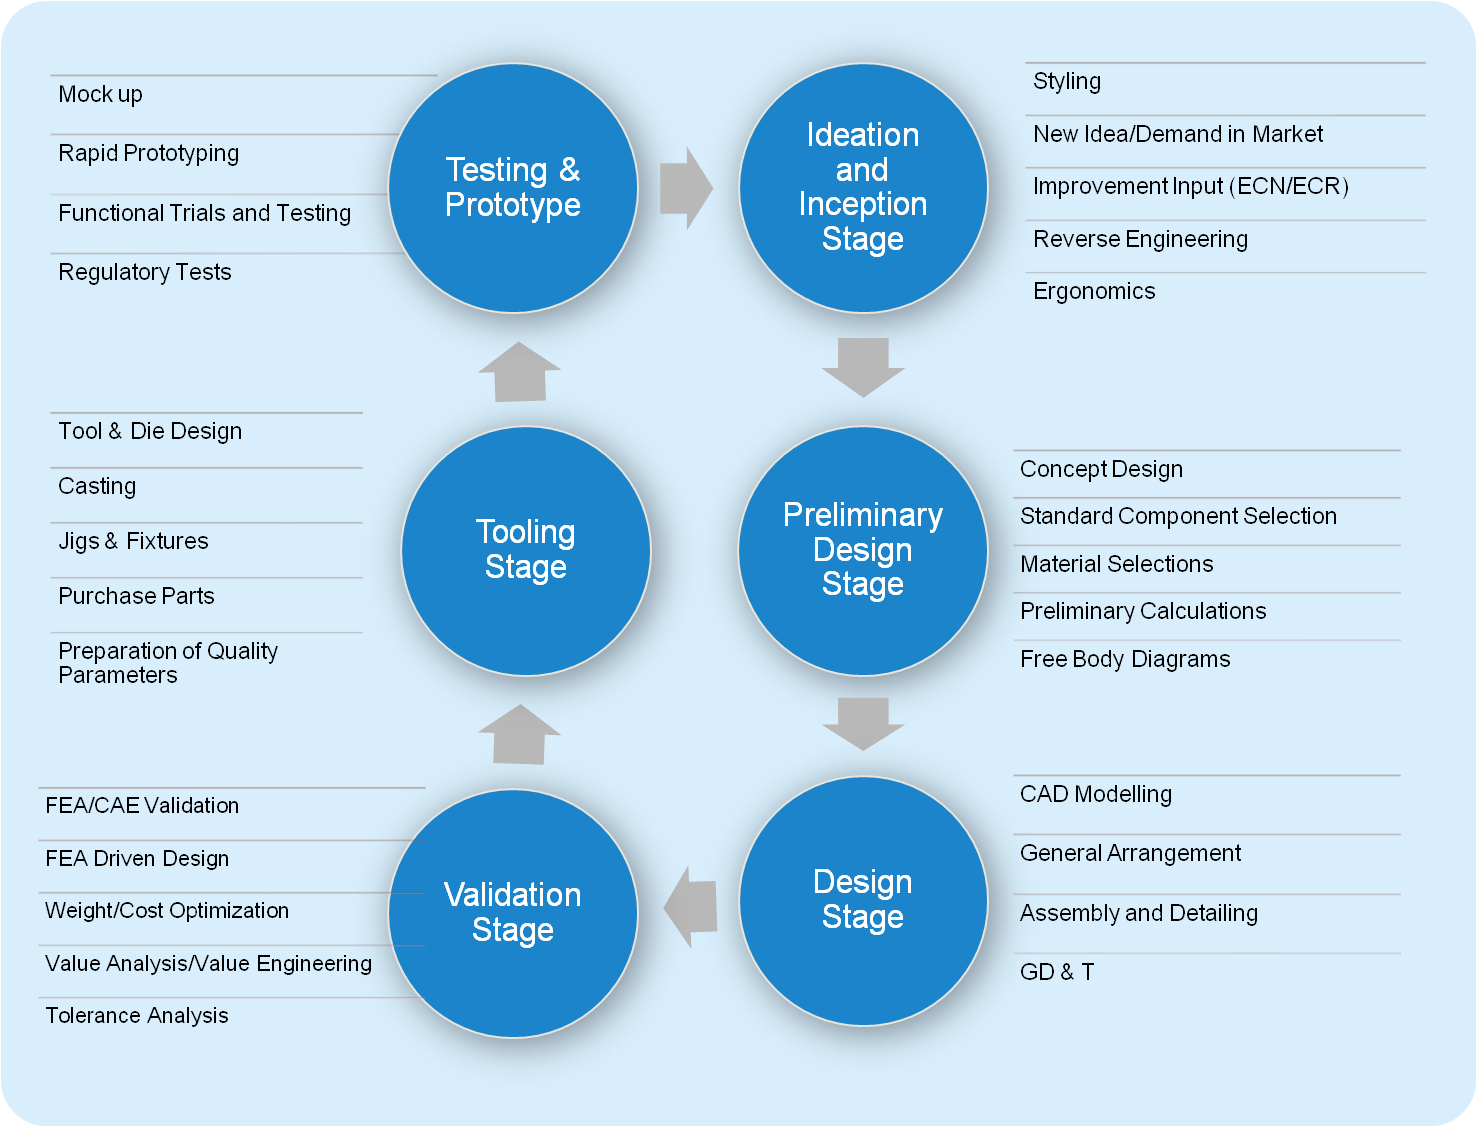 Mock up
Rapid Prototyping
Functional Trials and Testing
Regulatory Tests
Testing &
Prototype
Ideation
and
Inception
Stage
Styling
New Idea/Demand in Market
Improvement Input (ECN/ECR)
Reverse Engineering
Ergonomics
Tool & Die Design
Casting
Jigs & Fixtures
Purchase Parts
Preparation of Quality
Parameters
Tooling
Stage
Preliminary
Design
Stage
Concept Design
Standard Component Selection
Material Selections
Preliminary Calculations
Free Body Diagrams
FEA/CAE Validation
FEA Driven Design
Weight/Cost Optimization
Value Analysis/Value Engineering
Tolerance Analysis
Validation
Stage
Design
Stage
CAD Modelling
General Arrangement
Assembly and Detailing
GD & T